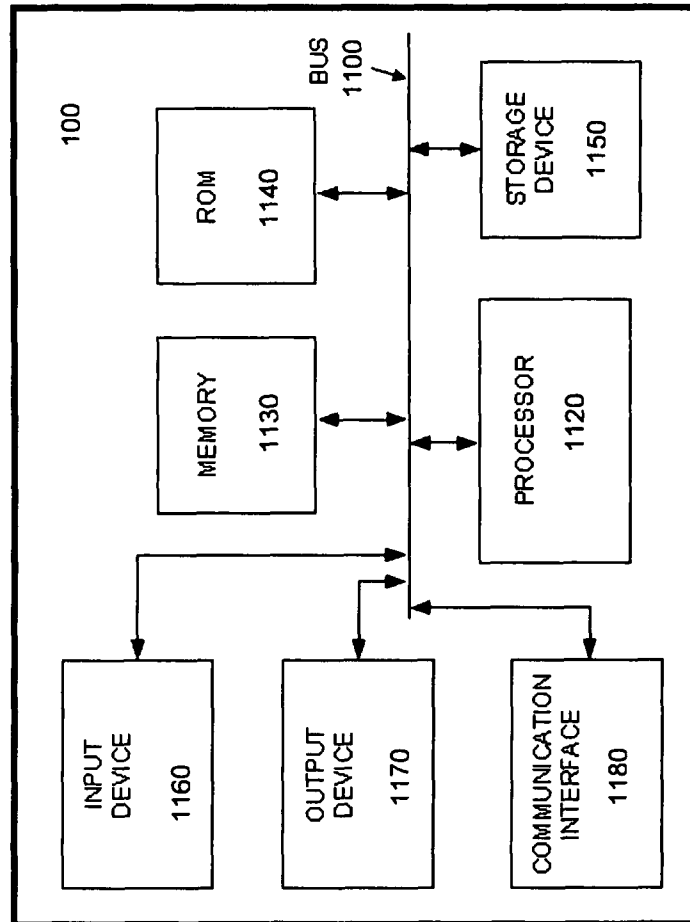 100
INPUT
DEVICE
1160
MEMORY
1130
ROM
1140
OUTPUT
DEVICE
1170
BUS
1100
COMMUNICATION
INTERFACE
1180
PROCESSOR
1120
STORAGE
DEVICE
1150